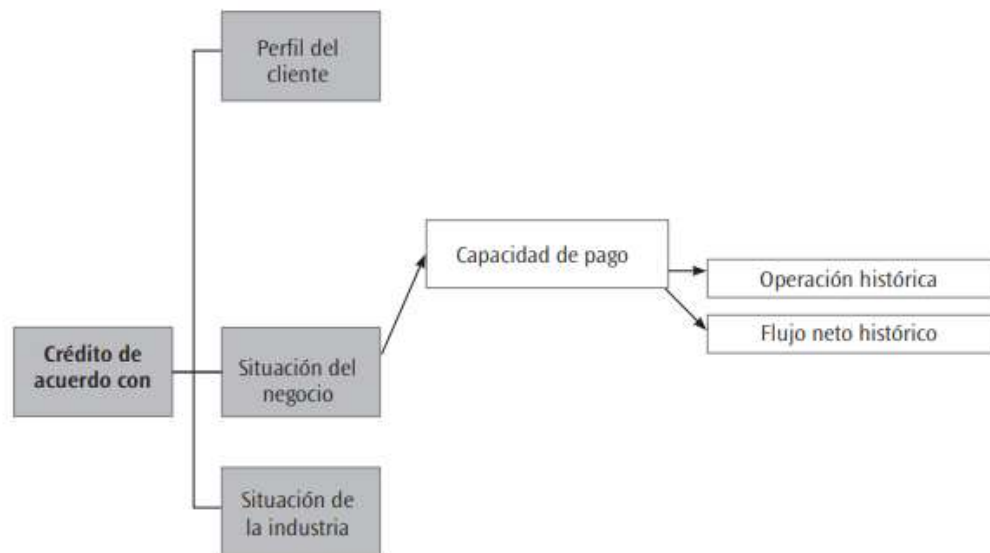 Perfil del
cliente
Capacidad de pago
Operación histórica
Flujo neto histórico
Crédito de
acuerdo con
Situación del
negocio
Situación de
la industria